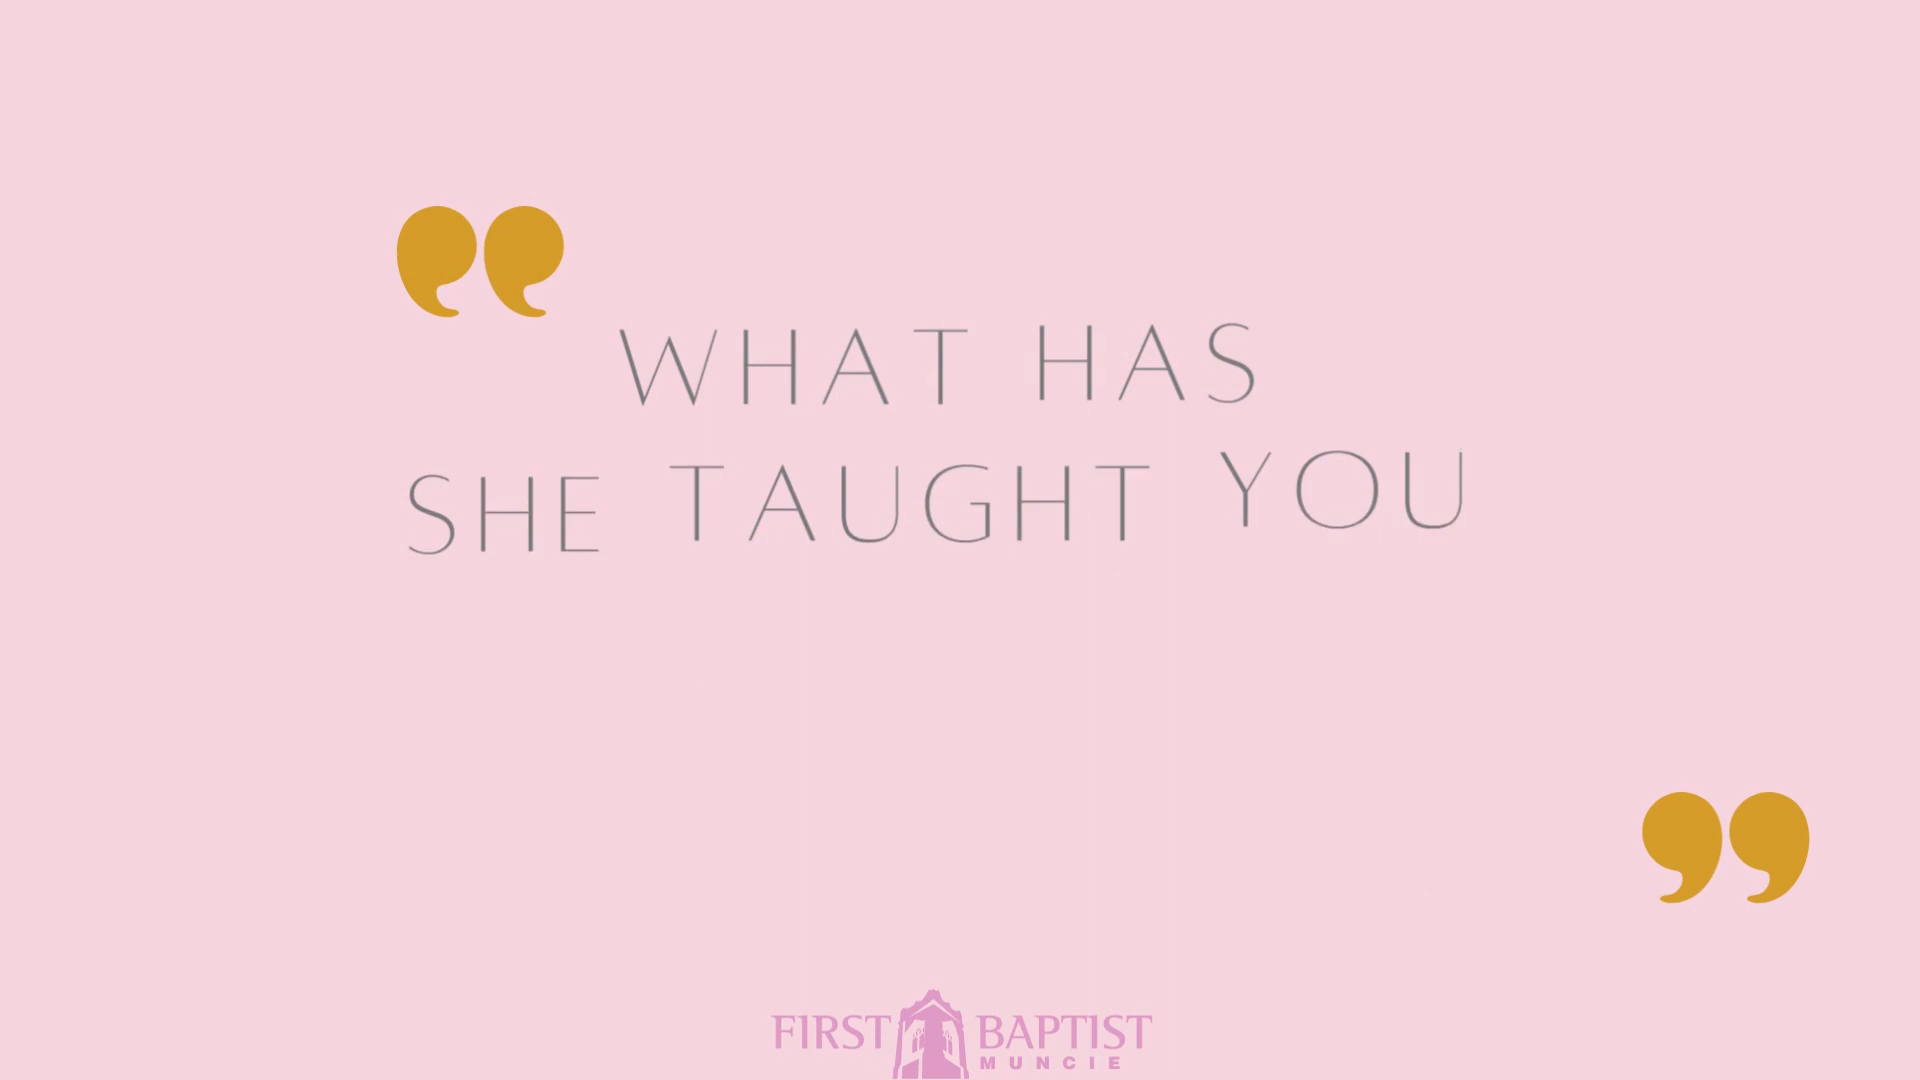 “
WHAT HAS
SHE TAUGHT YOU
”
FIRST BAPTIST
MUNCIE